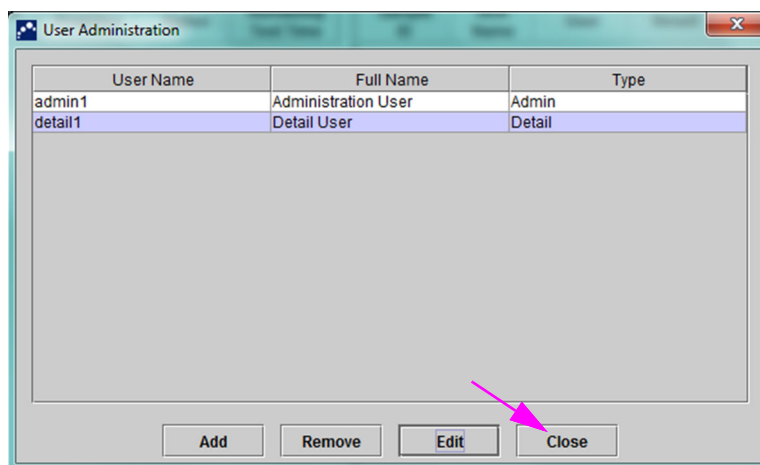 User Administration
User Name Full Name Type
admin1 Administration User Admin
detail1 Detail User Detail
Add Remove Edit Close